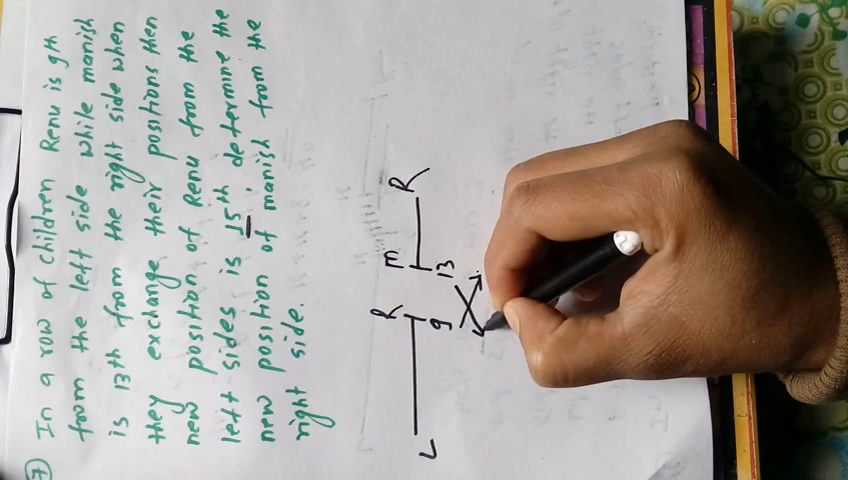 7) In a row of children Renu is 9th
from the left side while manish
is 13th from the right side when
they exchange their positions then
new position of Renu from the
left sides is 15th, determine the
new position of manish from the
right side.
L R m R
9 13